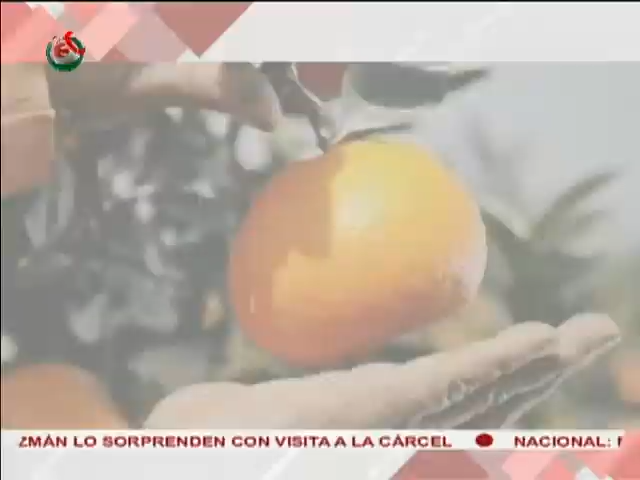 ZMÁN LO SORPRENDEN CON VISITA A LA CÁRCEL ● NACIONAL: